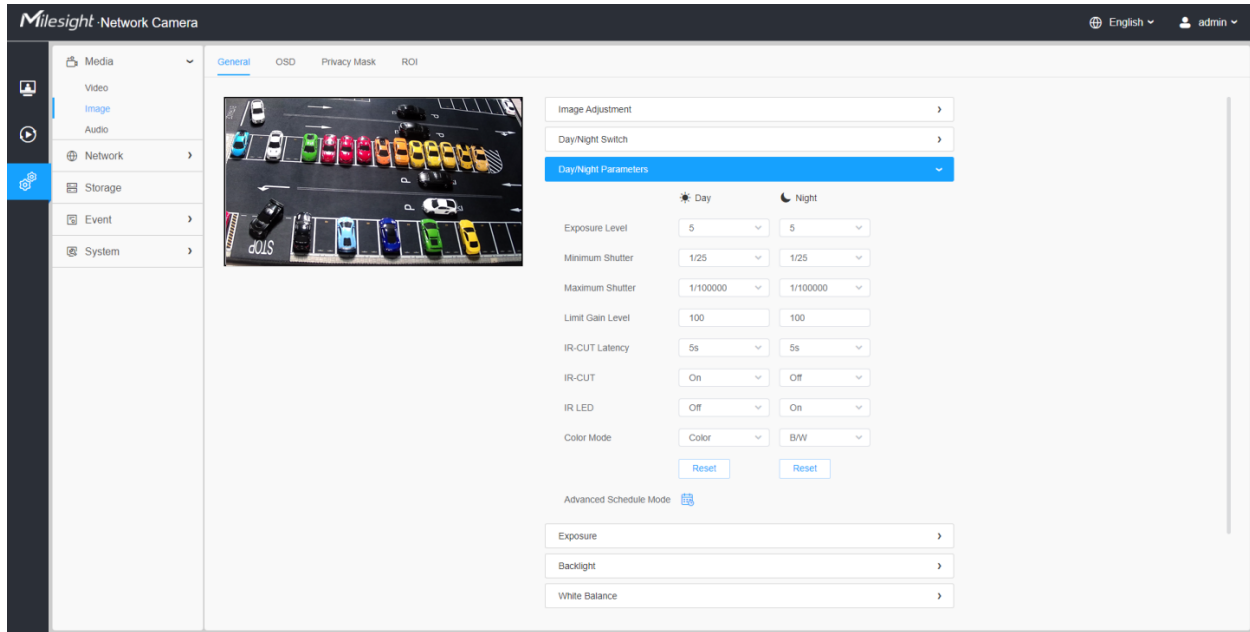 Milesight · Network Camera
English
admin
Media
Video
Image
Audio
Network
Storage
Event
System
General OSD Privacy Mask ROI
P
P
P
STOP
Image Adjustment
Day/Night Switch
Day/Night Parameters
Day Night
Exposure Level 5 5
Minimum Shutter 1/25 1/25
Maximum Shutter 1/100000 1/100000
Limit Gain Level 100 100
IR-CUT Latency 5s 5s
IR-CUT On Off
IR LED Off On
Color Mode Color B/W
Reset Reset
Advanced Schedule Mode
Exposure
Backlight
White Balance